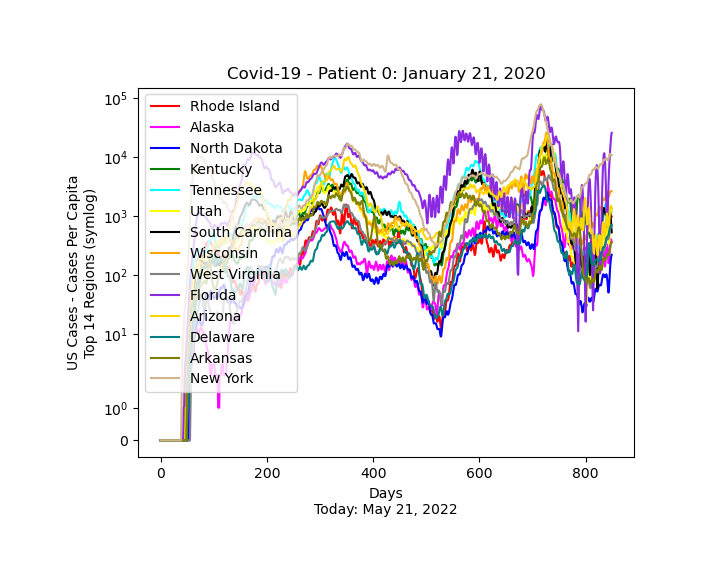 Covid-19 - Patient 0: January 21, 2020
US Cases - Cases Per Capita
Top 14 Regions (symlog)
10^5
10^4
10^3
10^2
10^1
10^0
0
Rhode Island
Alaska
North Dakota
Kentucky
Tennessee
Utah
South Carolina
Wisconsin
West Virginia
Florida
Arizona
Delaware
Arkansas
New York
0 200 400 600 800
Days
Today: May 21, 2022